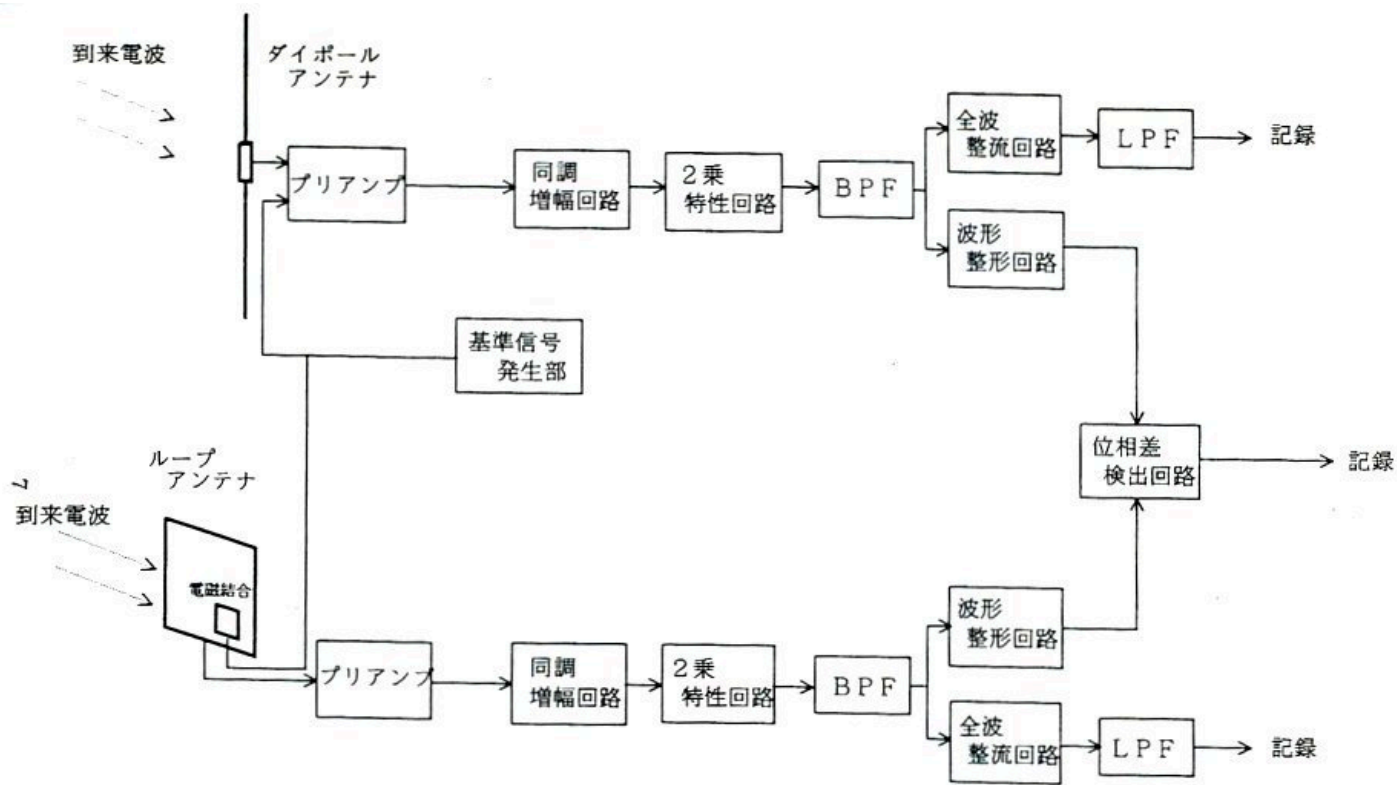 到来電波
ダイポール
アンテナ
プリアンプ
同調
増幅回路
2乗
特性回路
BPF
全波
整流回路
LPF
記録
波形
整形回路
基準信号
発生部
位相差
検出回路
記録
ループ
アンテナ
到来電波
電磁結合
プリアンプ
同調
増幅回路
2乗
特性回路
BPF
波形
整形回路
全波
整流回路
LPF
記録